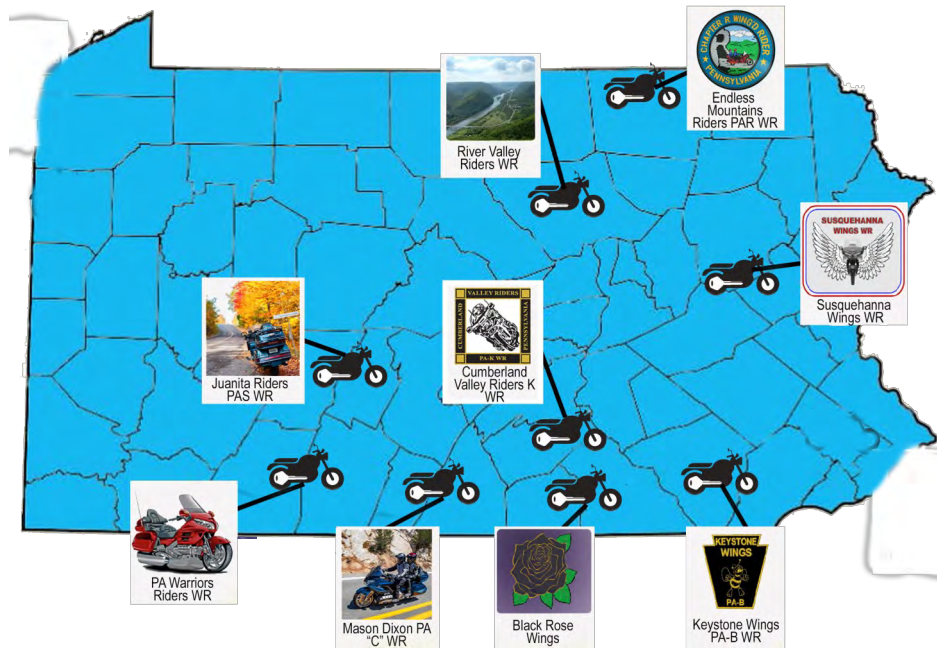 CHAPTER R WING'D RIDER
PENNSYLVANIA
Endless
Mountains
Riders PAR WR
River Valley
Riders WR
SUSQUEHANNA
WINGS WR
Susquehanna
Wings WR
VALLEY RIDERS
CUMBERLAND
PENNSYLVANIA
PA-K WR
Cumberland
Valley Riders K
WR
Juanita Riders
PAS WR
PA Warriors
Riders WR
Mason Dixon PA
“C” WR
Black Rose
Wings
KEYSTONE
WINGS
PA-B
Keystone Wings
PA-B WR